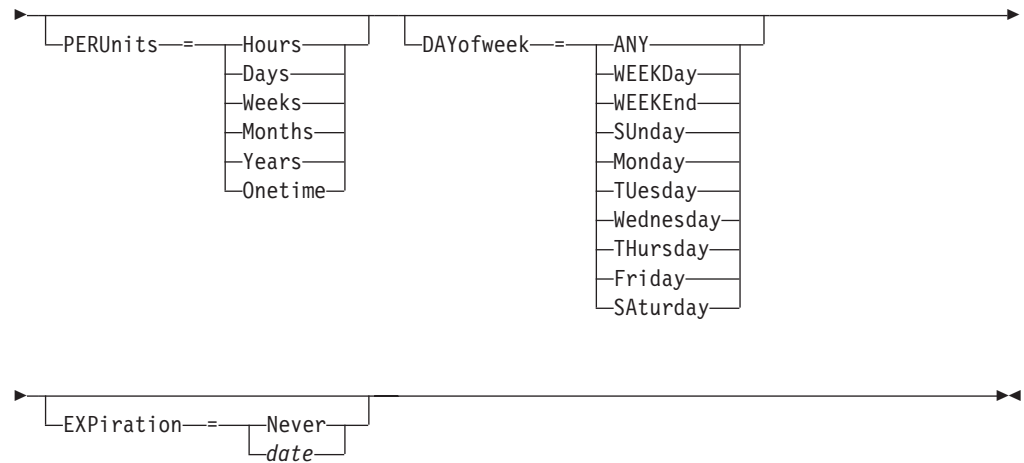 PERUnits = Hours DAYofweek = ANY
Days WEEKDay
Weeks WEEKEnd
Months SUnday
Years Monday
Onetime TUesday
Wednesday
THursday
Friday
SAturday
EXPiration = Never
date